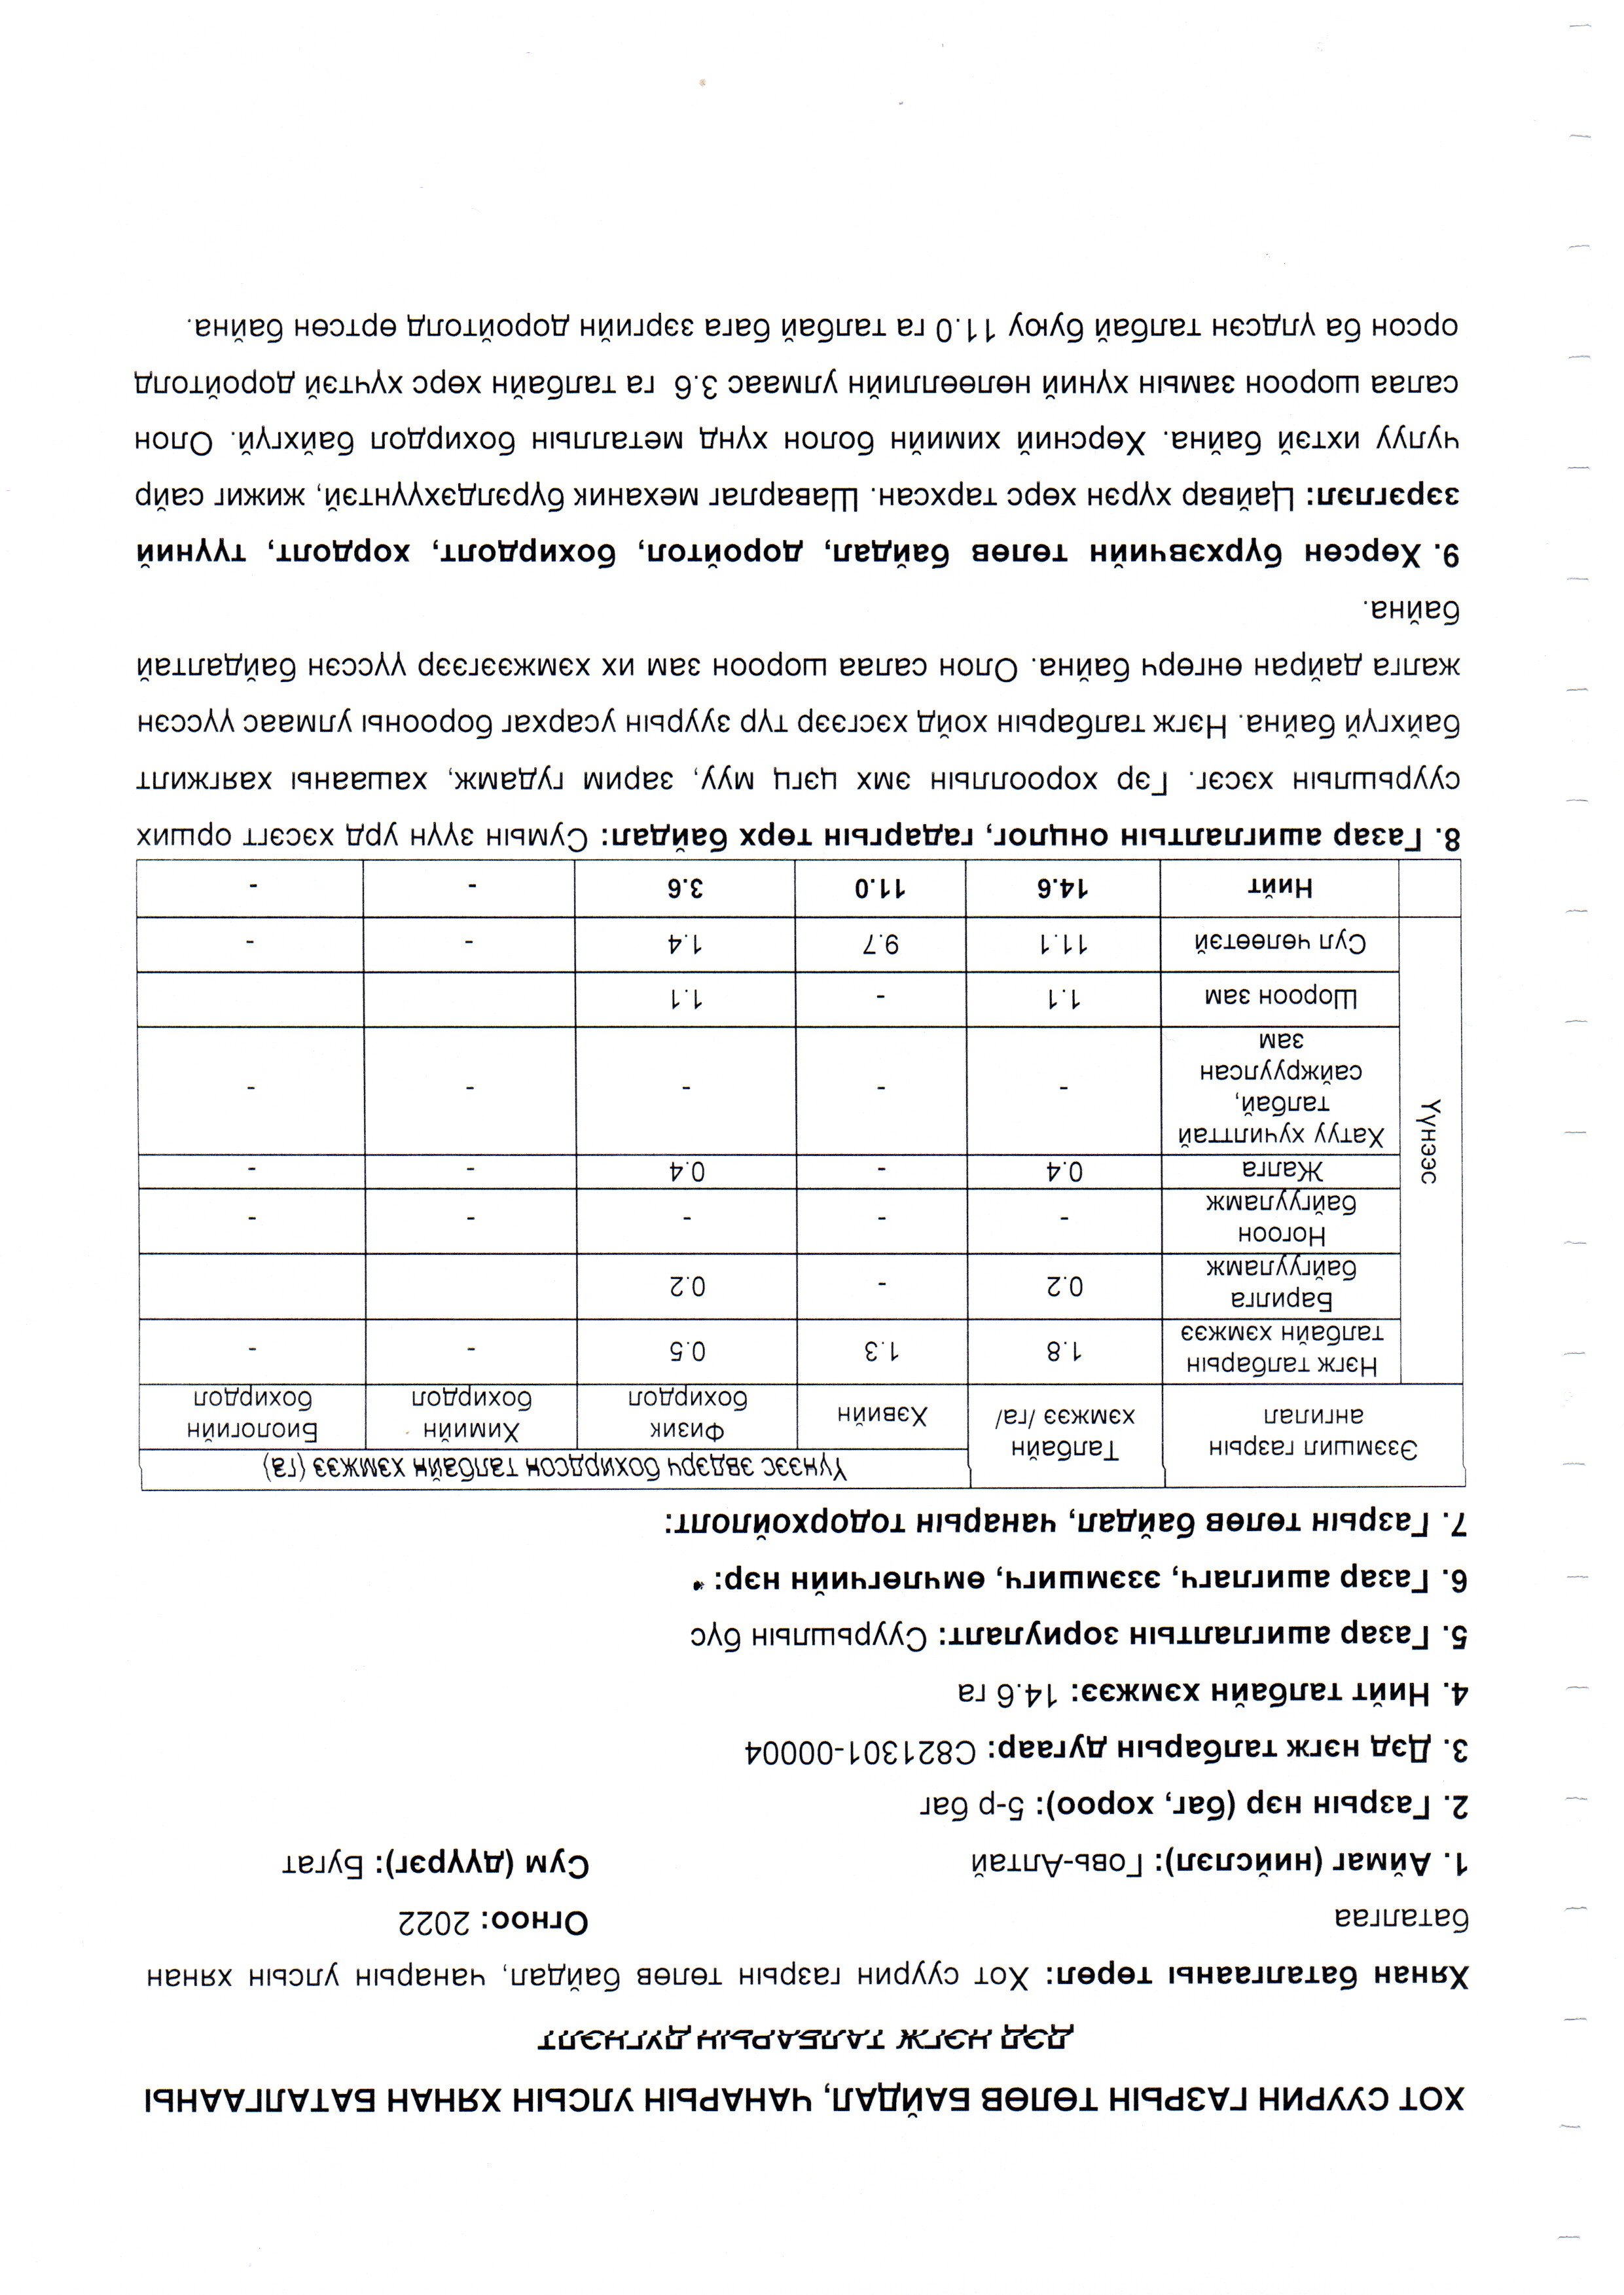 ХОТ СУУРИН ГАЗРЫН ТӨЛӨВ БАЙДАЛ, ЧАНАРЫН УЛСЫН ХЯНАН БАТАЛГААНЫ
ДЭД НЭГЖ ТАЛБАРЫН ДҮГНЭЛТ
Хянан баталгааны төрөл: Хот суурин газрын төлөв байдал, чанарын улсын хянан
баталгаа Огноо: 2022
1. Аймаг (нийслэл): Говь-Алтай Сум (дүүрэг): Бугат
2. Газрын нэр (баг, хороо): 5-р баг
3. Дэд нэгж талбарын дугаар: С821301-00004
4. Нийт талбайн хэмжээ: 14.6 га
5. Газар ашиглалтын зориулалт: Суурьшлын бүс
6. Газар ашиглагч, эзэмшигч, өмчлөгчийн нэр: *
7. Газрын төлөв байдал, чанарын тодорхойлолт:
Эзэмшил газрын ангилал Талбайн хэмжээ /га/ Үүнээс эвдэрч бохирдсон талбайн хэмжээ (га)
Хэвийн Физик бохирдол Химийн бохирдол Биологийн бохирдол
Үүнээс
Нэгж талбарын талбайн хэмжээ 1.8 1.3 0.5 - -
Барилга байгууламж 0.2 - 0.2
Ногоон байгууламж - - - - -
Жалга 0.4 - 0.4 - -
Хатуу хучилттай талбай, сайжруулсан зам - - - - -
Шороон зам 1.1 - 1.1
Сул чөлөөтэй 11.1 9.7 1.4 - -
Нийт 14.6 11.0 3.6 - -
8. Газар ашиглалтын онцлог, гадаргын төрх байдал: Сумын зүүн урд хэсэгт орших
суурьшлын хэсэг. Гэр хорооллын эмх цэгц муу, зарим гудамж, хашааны хаягжилт
байхгүй байна. Нэгж талбарын хойд хэсгээр түр зуурын усархаг борооны улмаас үүссэн
жалга дайран өнгөрч байна. Олон салаа шороон зам их хэмжээгээр үүссэн байдалтай
байна.
9. Хөрсөн бүрхэвчийн төлөв байдал, доройтол, бохирдолт, хордолт, түүний
зэрэглэл: Цайвар хүрэн хөрс тархсан. Шаварлаг механик бүрэлдэхүүнтэй, жижиг сайр
чулуу ихтэй байна. Хөрсний химийн болон хүнд металлын бохирдол байхгүй. Олон
салаа шороон замын хүний нөлөөллийн улмаас 3.6 га талбайн хөрс хүчтэй доройтолд
орсон ба үлдсэн талбай буюу 11.0 га талбай бага зэргийн доройтолд өртсөн байна.